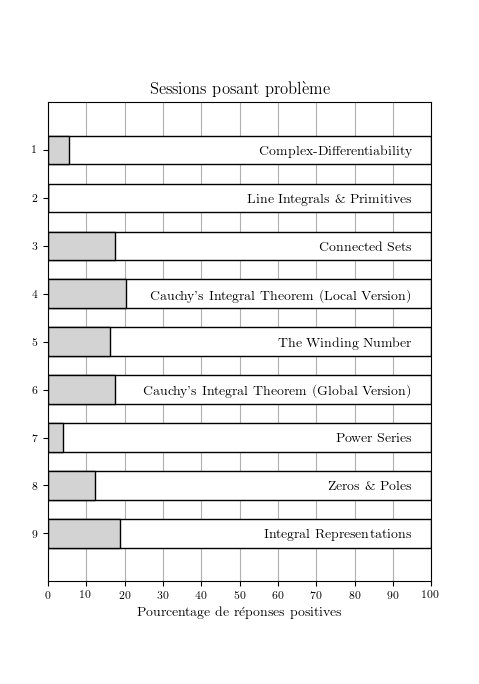 Sessions posant problème
1
Complex-Differentiability
2
Line Integrals & Primitives
3
Connected Sets
4
Cauchy's Integral Theorem (Local Version)
5
The Winding Number
6
Cauchy's Integral Theorem (Global Version)
7
Power Series
8
Zeros & Poles
9
Integral Representations
0 10 20 30 40 50 60 70 80 90 100
Pourcentage de réponses positives